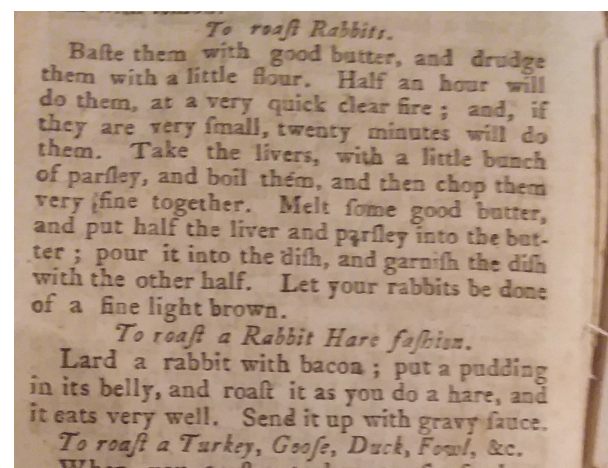 To roaſt Rabbits.
Baſte them with good butter, and drudge
them with a little flour. Half an hour will
do them, at a very quick clear fire ; and, if
they are very ſmall, twenty minutes will do
them. Take the livers, with a little bunch
of parſley, and boil them, and then chop them
very fine together. Melt ſome good butter,
and put half the liver and parſley into the but-
ter ; pour it into the diſh, and garniſh the diſh
with the other half. Let your rabbits be done
of a fine light brown.
To roaſt a Rabbit Hare faſhion.
Lard a rabbit with bacon ; put a pudding
in its belly, and roaſt it as you do a hare, and
it eats very well. Send it up with gravy ſauce.
To roaſt a Turkey, Gooſe, Duck, Fowl, &c.